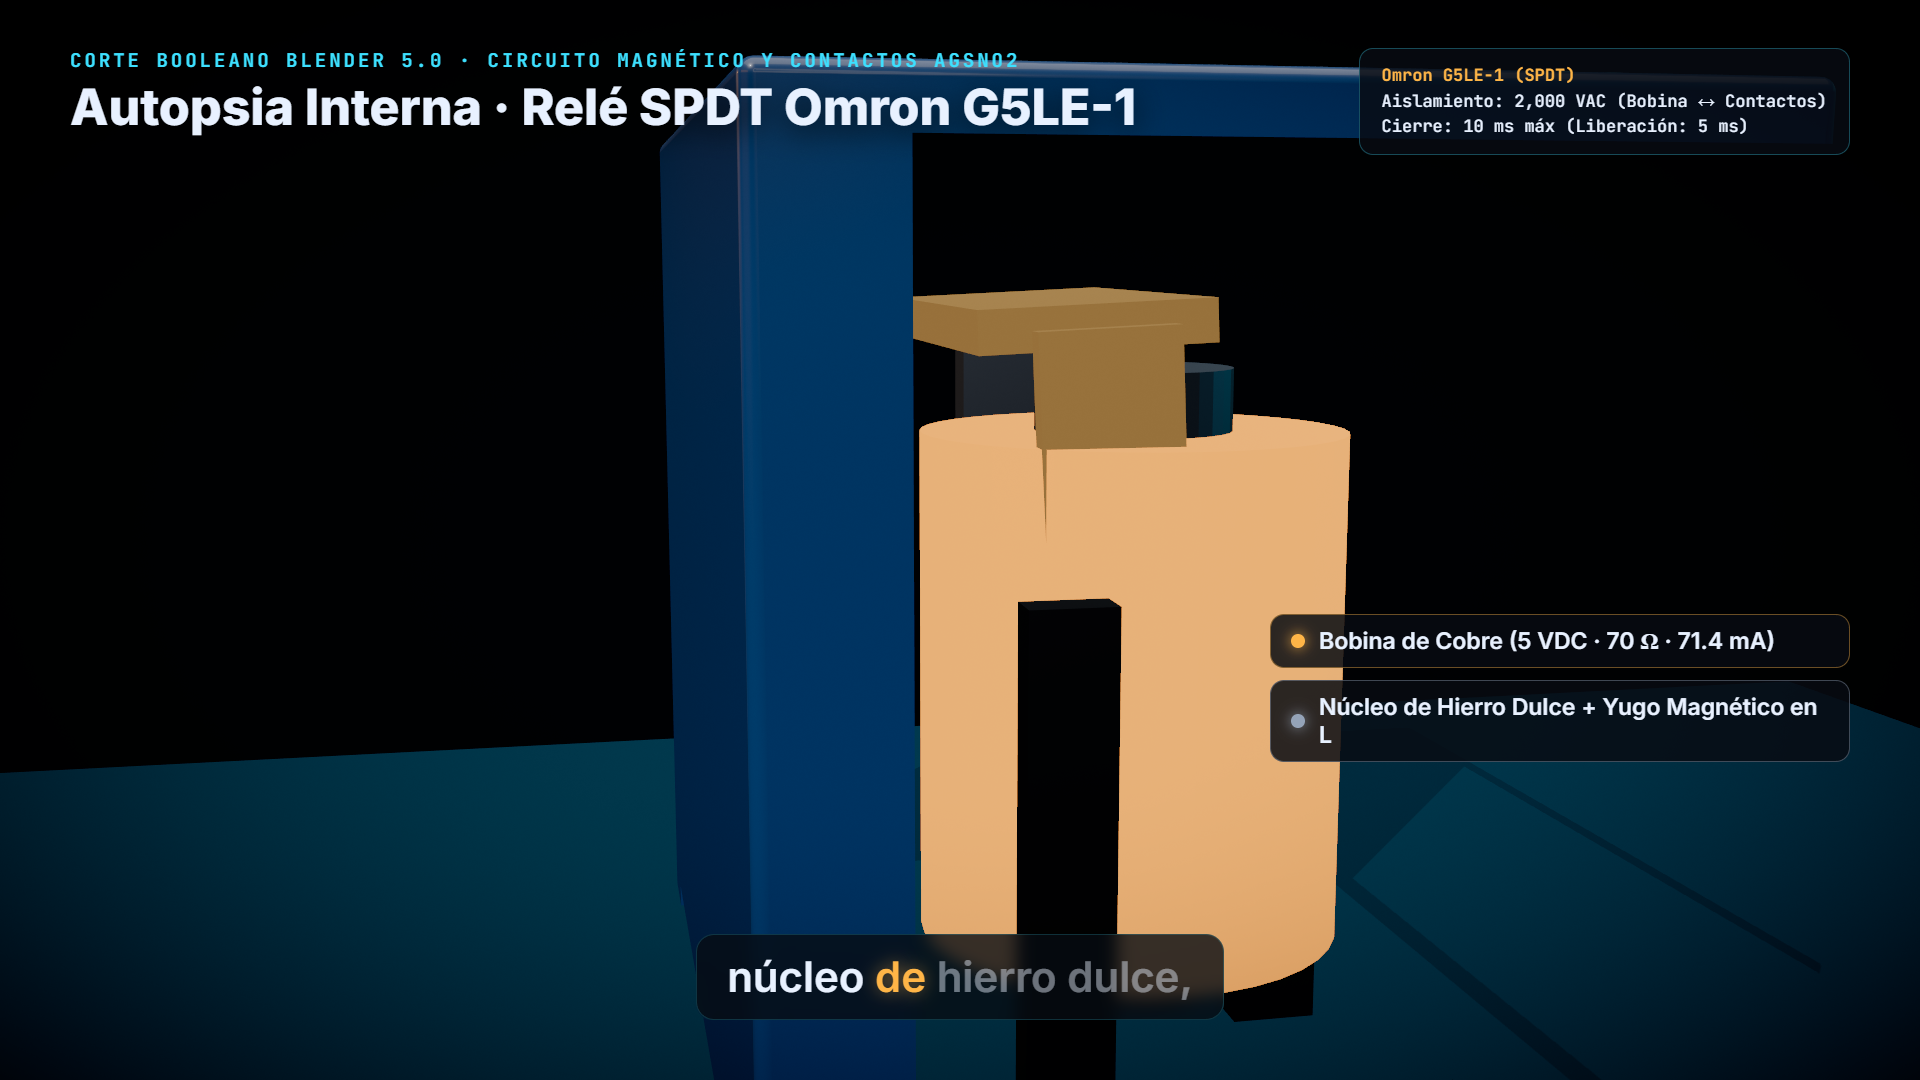 CORTE BOOLEANO BLENDER 5.0 · CIRCUITO MAGNÉTICO Y CONTACTOS AGSNO2
Autopsia Interna · Relé SPDT Omron G5LE-1
Omron G5LE-1 (SPDT)
Aislamiento: 2,000 VAC (Bobina ↔ Contactos)
Cierre: 10 ms máx (Liberación: 5 ms)
Bobina de Cobre (5 VDC · 70 Ω · 71.4 mA)
Núcleo de Hierro Dulce + Yugo Magnético en
L
núcleo de hierro dulce,